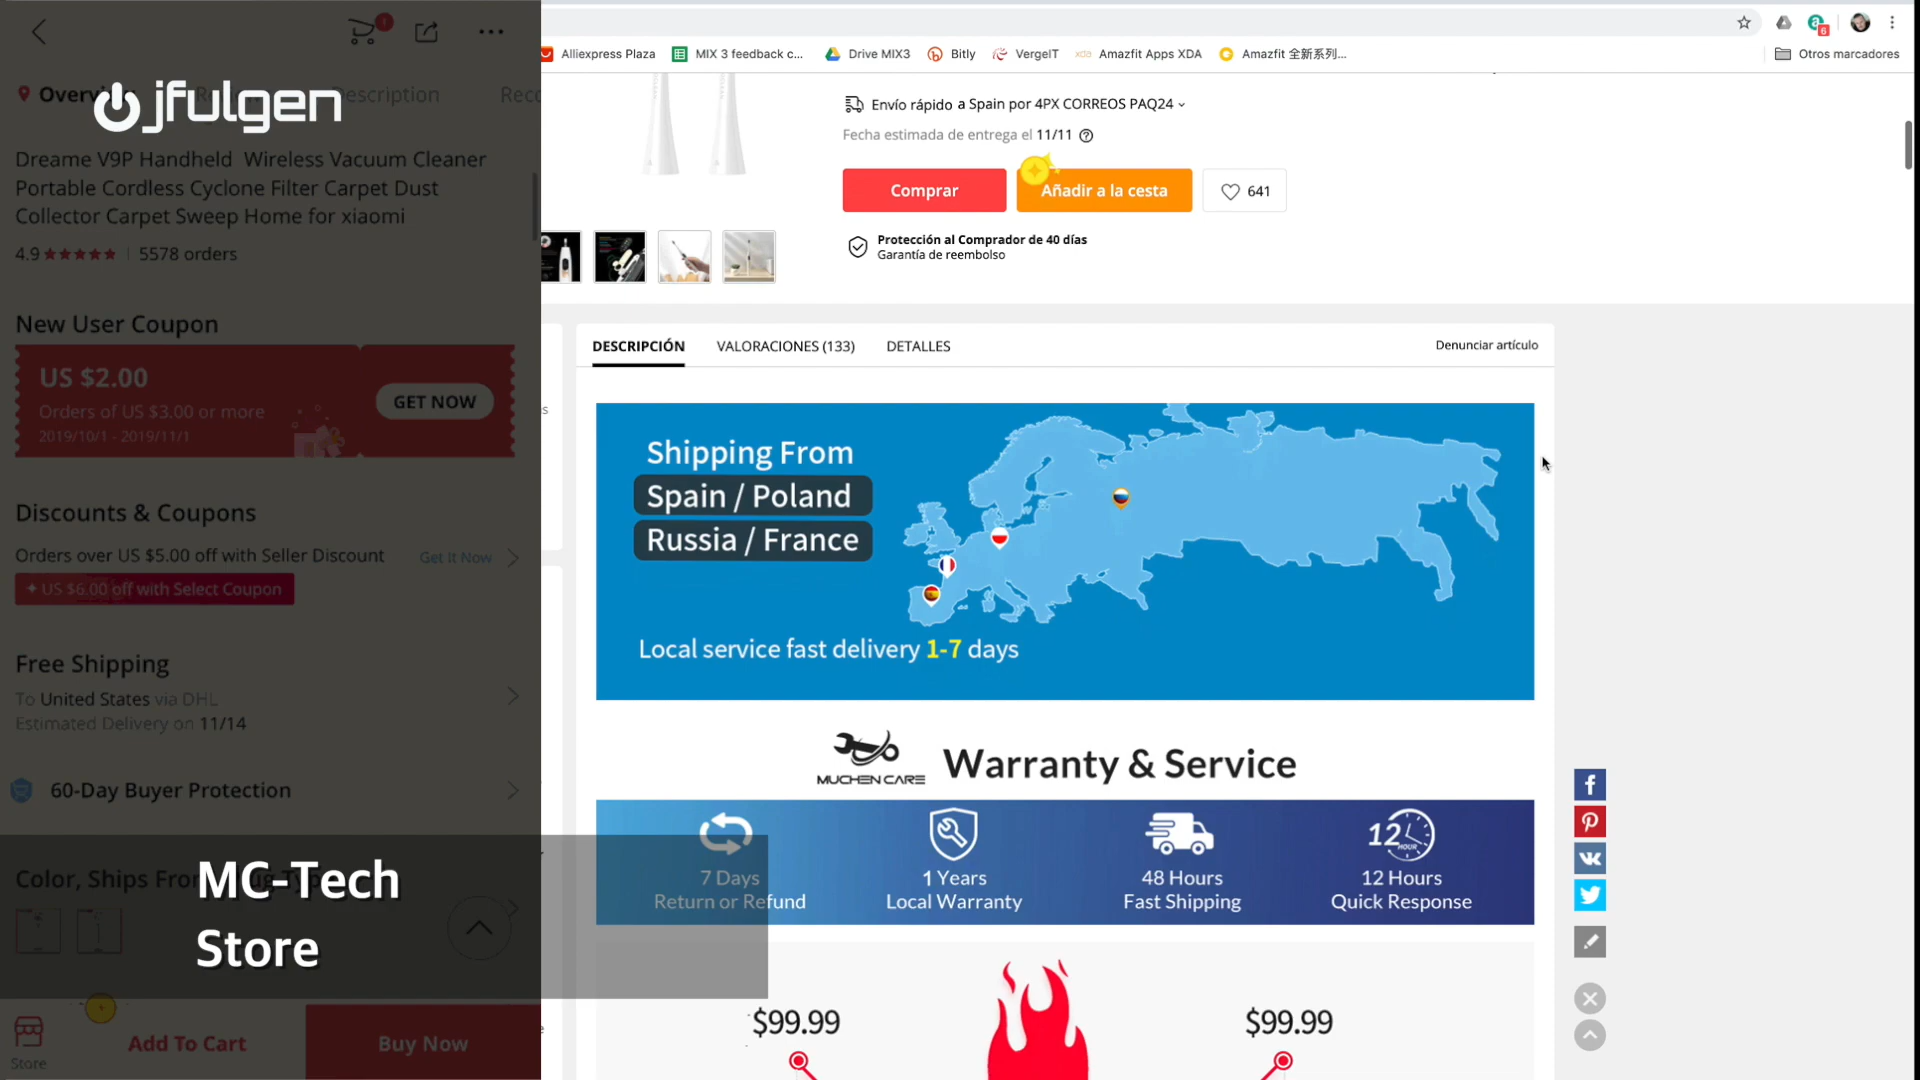 jfulgen
Overv
Description
Dreame V9P Handheld Wireless Vacuum Cleaner
Portable Cordless Cyclone Filter Carpet Dust
Collector Carpet Sweep Home for xiaomi
4.9
5578 orders
New User Coupon
US $2.00
Orders of US $3.00 or more
2019/10/1 - 2019/11/1
GET NOW
Discounts & Coupons
Orders over US $5.00 off with Seller Discount
Get It Now
US $6.00 off with Select Coupon
Free Shipping
To United States via DHL
Estimated Delivery on 11/14
60-Day Buyer Protection
Color, Ships From
MC-Tech
Store
Store
Add To Cart
Buy Now
Alliexpress Plaza
MIX 3 feedback c...
Drive MIX3
Bitly
VergeIT
Amazfit Apps XDA
Amazfit 全新系列...
Otros marcadores
Envío rápido a Spain por 4PX CORREOS PAQ24
Fecha estimada de entrega el 11/11
Comprar
Añadir a la cesta
641
Protección al Comprador de 40 días
Garantía de reembolso
DESCRIPCIÓN
VALORACIONES (133)
DETALLES
Denunciar artículo
Shipping From
Spain / Poland
Russia / France
Local service fast delivery 1-7 days
MUCHEN CARE
Warranty & Service
7 Days
Return or Refund
1 Years
Local Warranty
48 Hours
Fast Shipping
12 HOUR
12 Hours
Quick Response
$99.99
$99.99